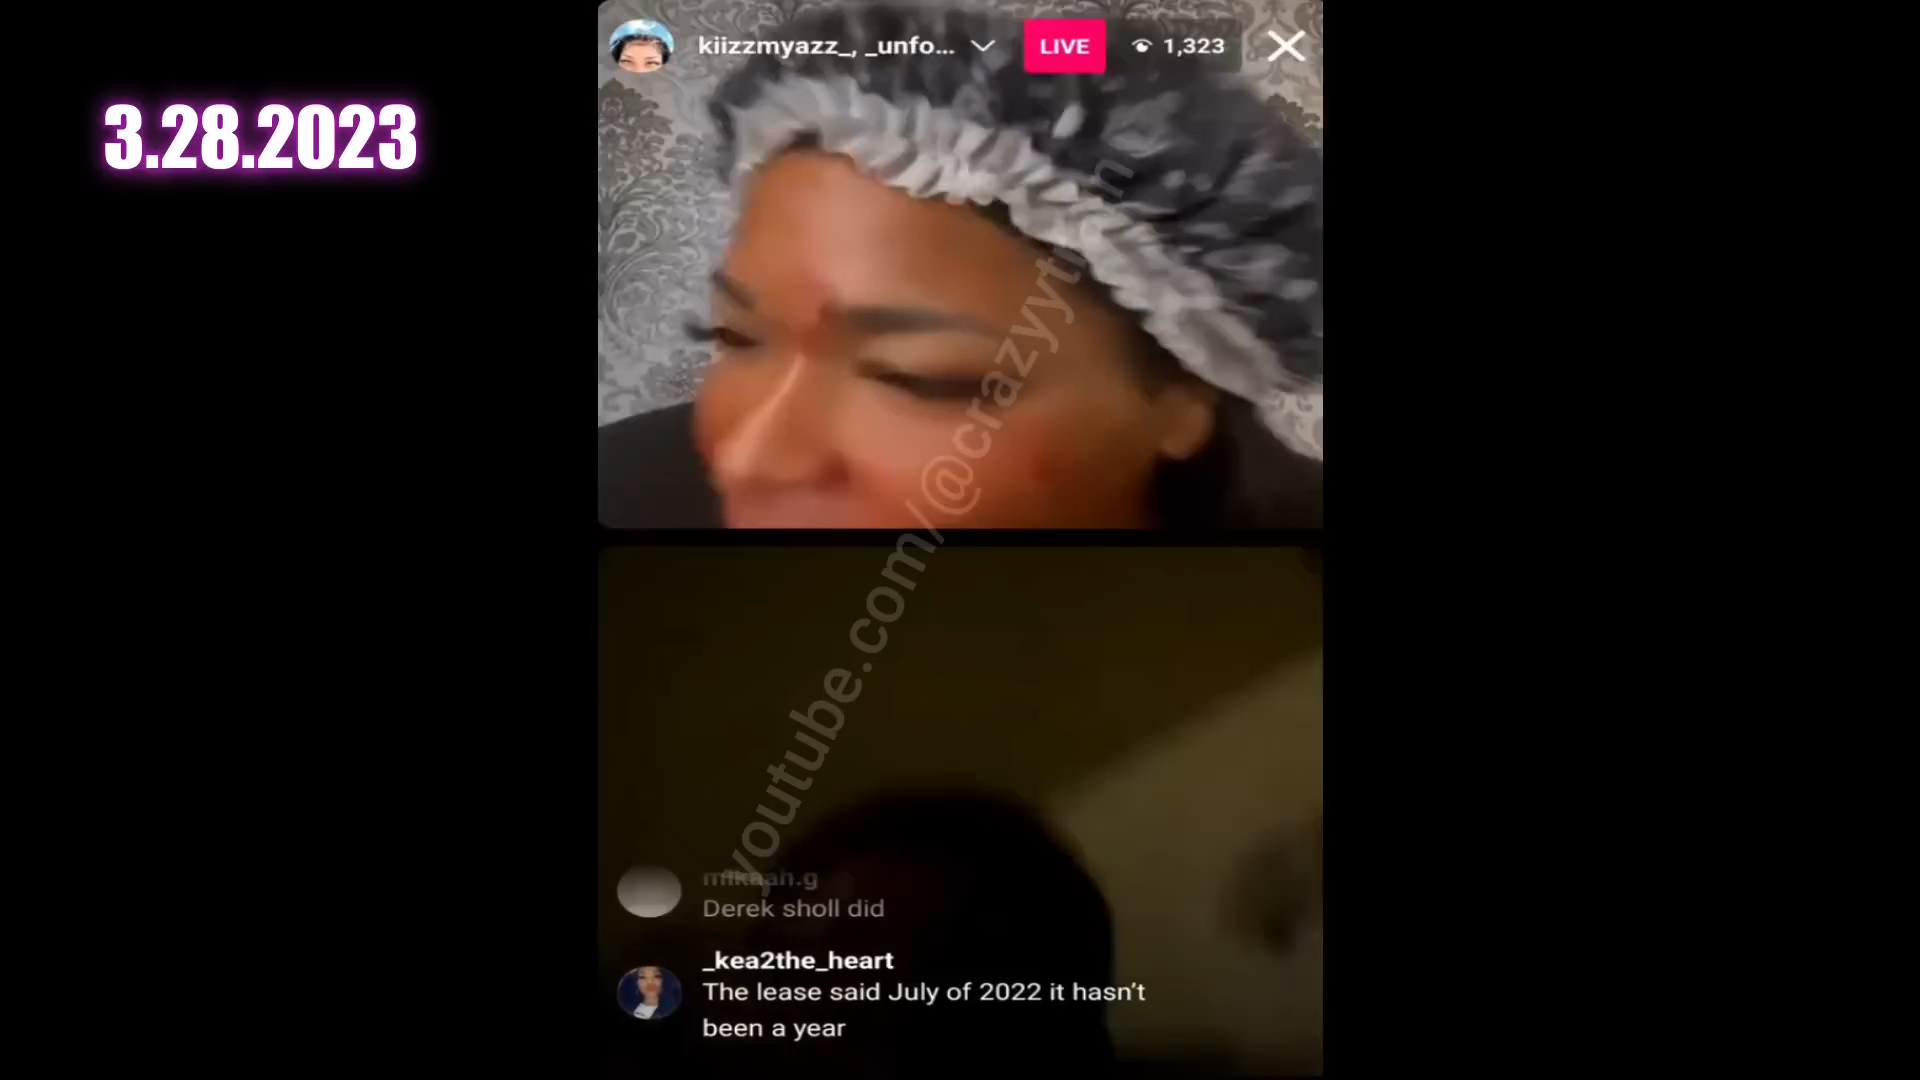 3.28.2023
kiizzmyazz_, _unfo...
LIVE
1,323
youtube.com/@crazyyt
mikaah.g
Derek sholl did
_kea2the_heart
The lease said July of 2022 it hasn't
been a year